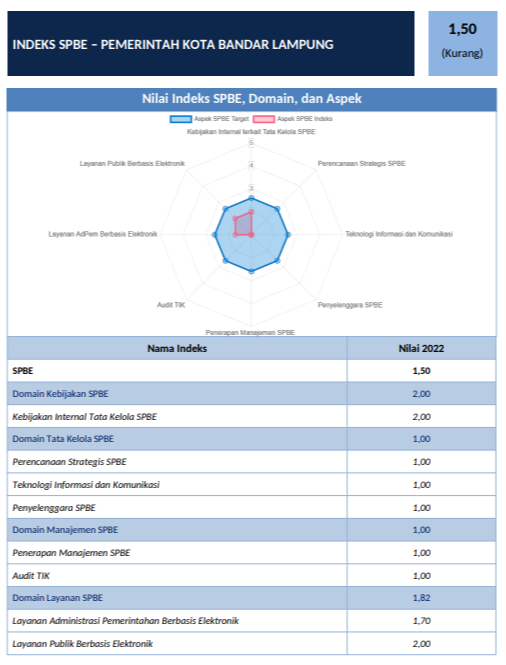 INDEKS SPBE – PEMERINTAH KOTA BANDAR LAMPUNG
1,50
(Kurang)
Nilai Indeks SPBE, Domain, dan Aspek
Aspek SPBE Target Aspek SPBE Indeks
Kebijakan Internal terkait Tata Kelola SPBE
5
Layanan Publik Berbasis Elektronik
Perencanaan Strategis SPBE
4
3
Layanan AdPem Berbasis Elektronik
Teknologi Informasi dan Komunikasi
Audit TIK
Penyelenggara SPBE
Penerapan Manajemen SPBE
Nama Indeks Nilai 2022
SPBE 1,50
Domain Kebijakan SPBE 2,00
Kebijakan Internal Tata Kelola SPBE 2,00
Domain Tata Kelola SPBE 1,00
Perencanaan Strategis SPBE 1,00
Teknologi Informasi dan Komunikasi 1,00
Penyelenggara SPBE 1,00
Domain Manajemen SPBE 1,00
Penerapan Manajemen SPBE 1,00
Audit TIK 1,00
Domain Layanan SPBE 1,82
Layanan Administrasi Pemerintahan Berbasis Elektronik 1,70
Layanan Publik Berbasis Elektronik 2,00